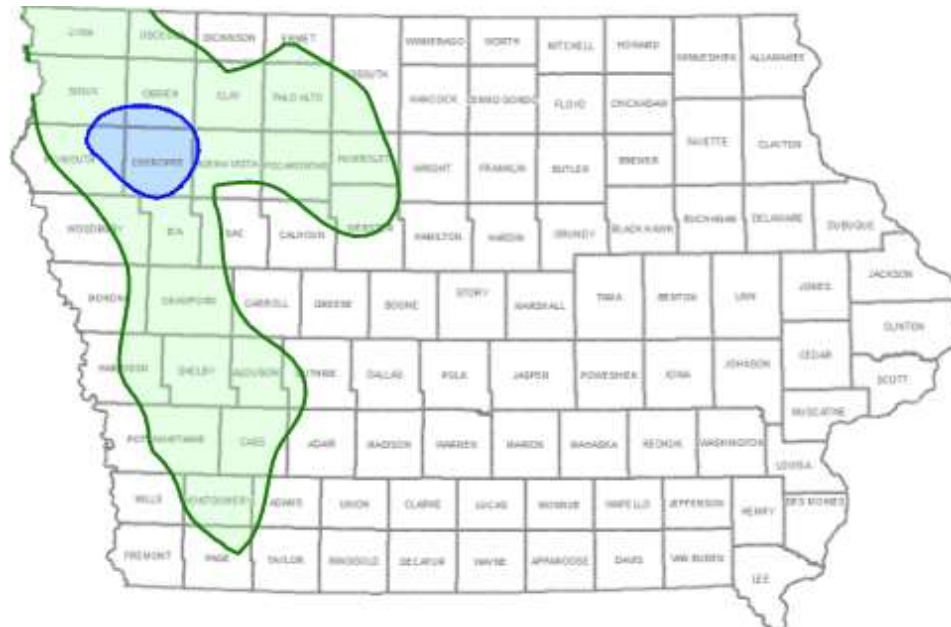 LYON OSCEOLA DICKINSON EMMET WINNEBAGO WORTH MITCHELL HOWARD WINNESHIEK ALLAMAKEE
SIOUX OBRIEN CLAY PALO ALTO HANCOCK CERRO GORDO FLOYD CHICKASAW
PLYMOUTH CHEROKEE BUENA VISTA POCAHONTAS HUMBOLDT WRIGHT FRANKLIN BUTLER BREMER FAYETTE CLAYTON
WOODBURY IDA SAC CALHOUN WEBSTER HAMILTON HARDIN GRUNDY BLACK HAWK BUCHANAN DELAWARE DUBUQUE
CRAWFORD CARROLL GREENE BOONE STORY MARSHALL TAMA BENTON LINN JONES JACKSON
CLINTON
HARRISON SHELBY AUDUBON GUTHRIE DALLAS POLK JASPER POWESHIEK IOWA JOHNSON CEDAR SCOTT
MUSCATINE
POTTAWATTAMIE CASS ADAIR MADISON WARREN MARION MAHASKA KEOKUK WASHINGTON LOUISA
MILLS MONTGOMERY ADAMS UNION CLARKE LUCAS MONROE WAPELLO JEFFERSON HENRY DES MOINES
FREMONT PAGE TAYLOR RINGGOLD DECATUR WAYNE APPANOOSE DAVIS VAN BUREN LEE